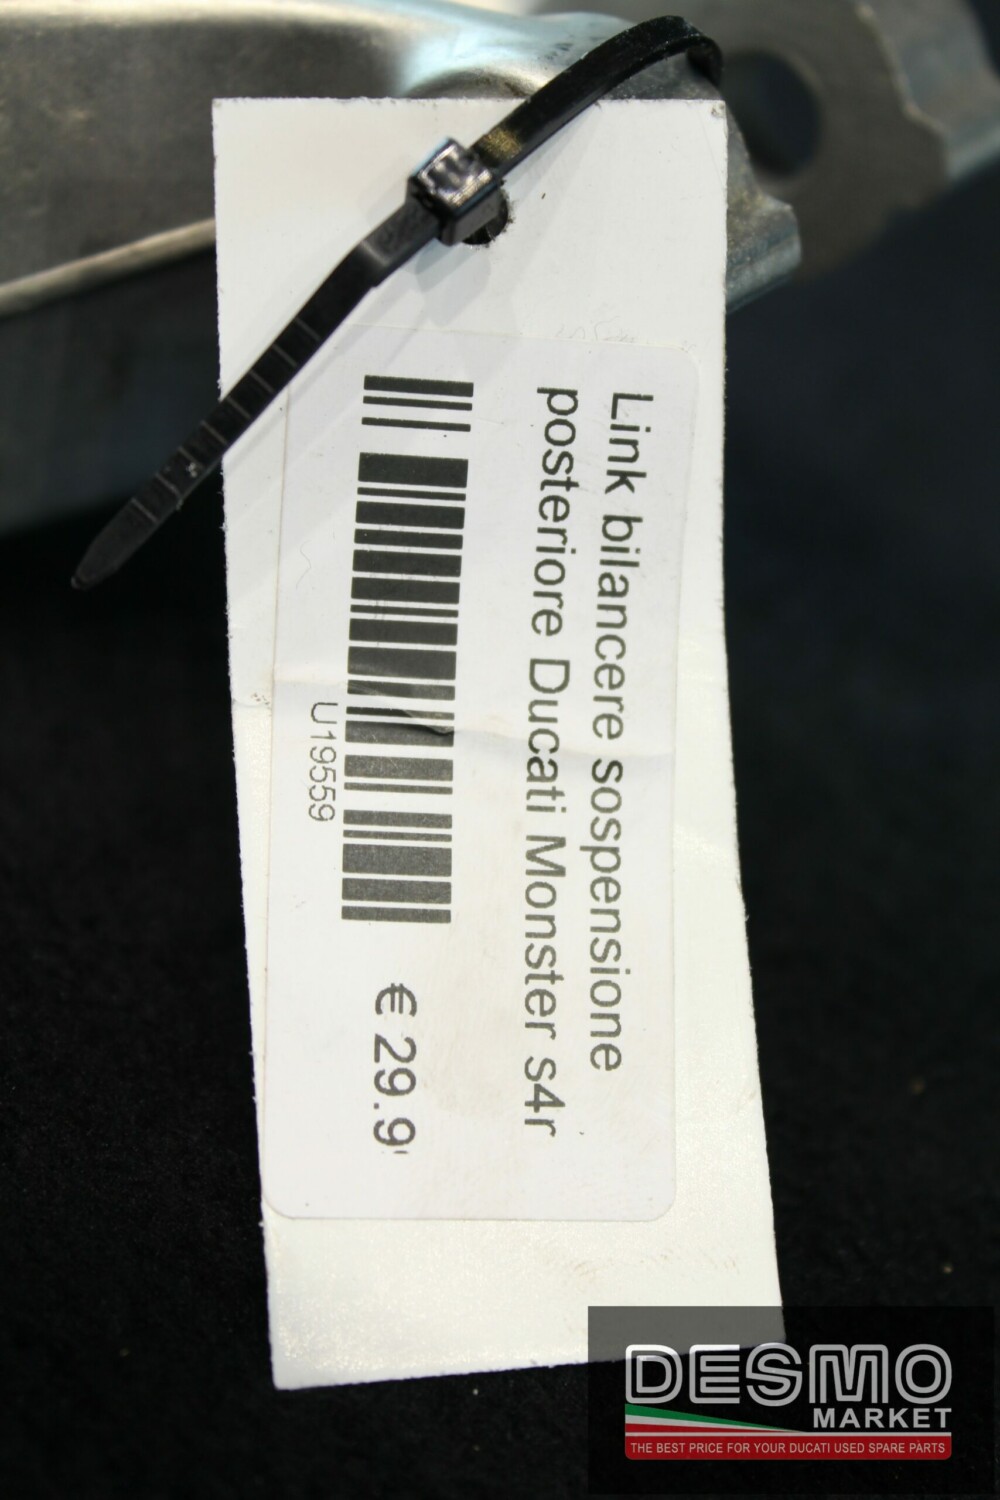 Link bilancere sospensione
posteriore Ducati Monster s4r
U19559
€ 29.9
DESMO
MARKET
THE BEST PRICE FOR YOUR DUCATI USED SPARE PARTS